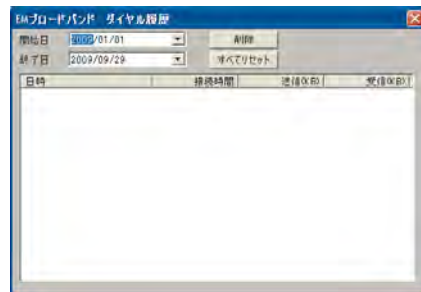 EMブロードバンド ダイヤル履歴
開始日 2009/01/01 削除
終了日 2009/09/29 すべてリセット
日時 接続時間 送信(KB) 受信(KB)